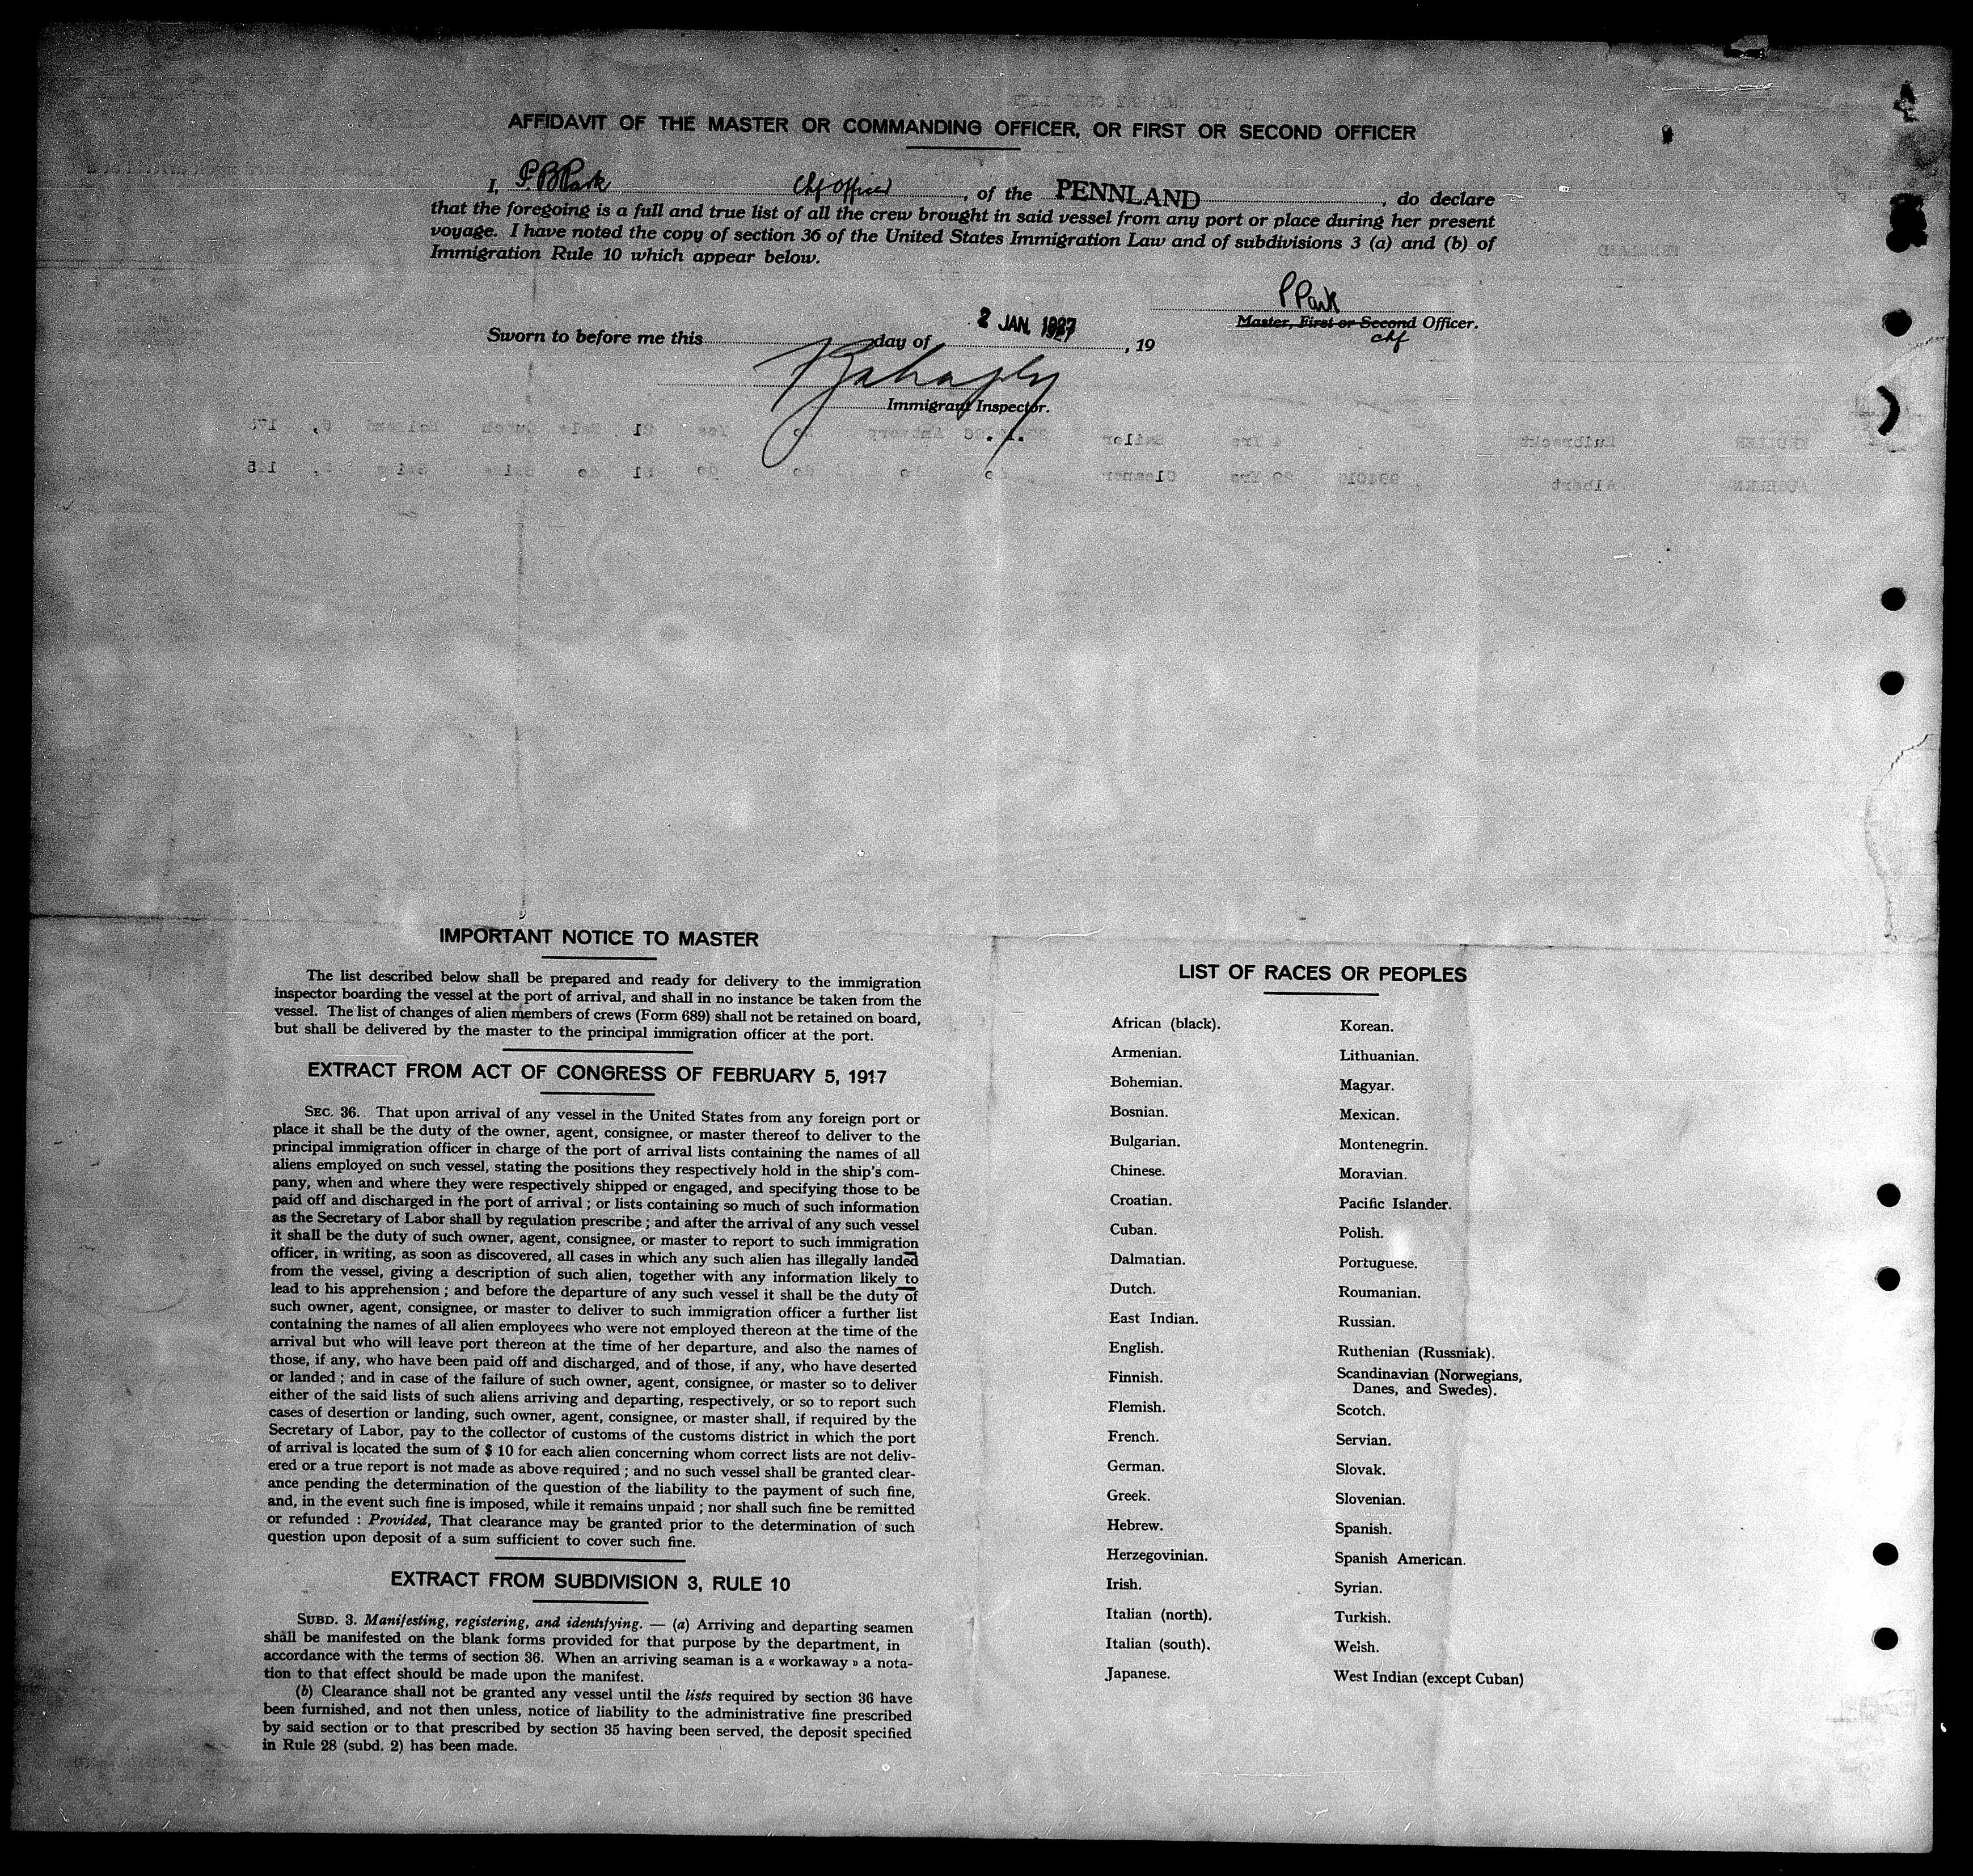 AFFIDAVIT OF THE MASTER OR COMMANDING OFFICER, OR FIRST OR SECOND OFFICER
I, P. B Park Chf Officer, of the PENNLAND, do declare
that the foregoing is a full and true list of all the crew brought in said vessel from any port or place during her present
voyage. I have noted the copy of section 36 of the United States Immigration Law and of subdivisions 3 (a) and (b) of
Immigration Rule 10 which appear below.
P Park
Master, First or Second Officer.
chf
Sworn to before me this day of 2 JAN. 1927, 19
Immigrant Inspector.
IMPORTANT NOTICE TO MASTER
The list described below shall be prepared and ready for delivery to the immigration
inspector boarding the vessel at the port of arrival, and shall in no instance be taken from the
vessel. The list of changes of alien members of crews (Form 689) shall not be retained on board,
but shall be delivered by the master to the principal immigration officer at the port.
EXTRACT FROM ACT OF CONGRESS OF FEBRUARY 5, 1917
SEC. 36. That upon arrival of any vessel in the United States from any foreign port or
place it shall be the duty of the owner, agent, consignee, or master thereof to deliver to the
principal immigration officer in charge of the port of arrival lists containing the names of all
aliens employed on such vessel, stating the positions they respectively hold in the ship's com-
pany, when and where they were respectively shipped or engaged, and specifying those to be
paid off and discharged in the port of arrival ; or lists containing so much of such information
as the Secretary of Labor shall by regulation prescribe ; and after the arrival of any such vessel
it shall be the duty of such owner, agent, consignee, or master to report to such immigration
officer, in writing, as soon as discovered, all cases in which any such alien has illegally landed
from the vessel, giving a description of such alien, together with any information likely to
lead to his apprehension ; and before the departure of any such vessel it shall be the duty of
such owner, agent, consignee, or master to deliver to such immigration officer a further list
containing the names of all alien employees who were not employed thereon at the time of the
arrival but who will leave port thereon at the time of her departure, and also the names of
those, if any, who have been paid off and discharged, and of those, if any, who have deserted
or landed ; and in case of the failure of such owner, agent, consignee, or master so to deliver
either of the said lists of such aliens arriving and departing, respectively, or so to report such
cases of desertion or landing, such owner, agent, consignee, or master shall, if required by the
Secretary of Labor, pay to the collector of customs of the customs district in which the port
of arrival is located the sum of $ 10 for each alien concerning whom correct lists are not deliv-
ered or a true report is not made as above required ; and no such vessel shall be granted clear-
ance pending the determination of the question of the liability to the payment of such fine,
and, in the event such fine is imposed, while it remains unpaid ; nor shall such fine be remitted
or refunded : Provided, That clearance may be granted prior to the determination of such
question upon deposit of a sum sufficient to cover such fine.
EXTRACT FROM SUBDIVISION 3, RULE 10
SUBD. 3. Manifesting, registering, and identifying. — (a) Arriving and departing seamen
shall be manifested on the blank forms provided for that purpose by the department, in
accordance with the terms of section 36. When an arriving seaman is a « workaway » a nota-
tion to that effect should be made upon the manifest.
(b) Clearance shall not be granted any vessel until the lists required by section 36 have
been furnished, and not then unless, notice of liability to the administrative fine prescribed
by said section or to that prescribed by section 35 having been served, the deposit specified
in Rule 28 (subd. 2) has been made.
LIST OF RACES OR PEOPLES
African (black).
Armenian.
Bohemian.
Bosnian.
Bulgarian.
Chinese.
Croatian.
Cuban.
Dalmatian.
Dutch.
East Indian.
English.
Finnish.
Flemish.
French.
German.
Greek.
Hebrew.
Herzegovinian.
Irish.
Italian (north).
Italian (south).
Japanese.
Korean.
Lithuanian.
Magyar.
Mexican.
Montenegrin.
Moravian.
Pacific Islander.
Polish.
Portuguese.
Roumanian.
Russian.
Ruthenian (Russniak).
Scandinavian (Norwegians,
Danes, and Swedes).
Scotch.
Servian.
Slovak.
Slovenian.
Spanish.
Spanish American.
Syrian.
Turkish.
Welsh.
West Indian (except Cuban)